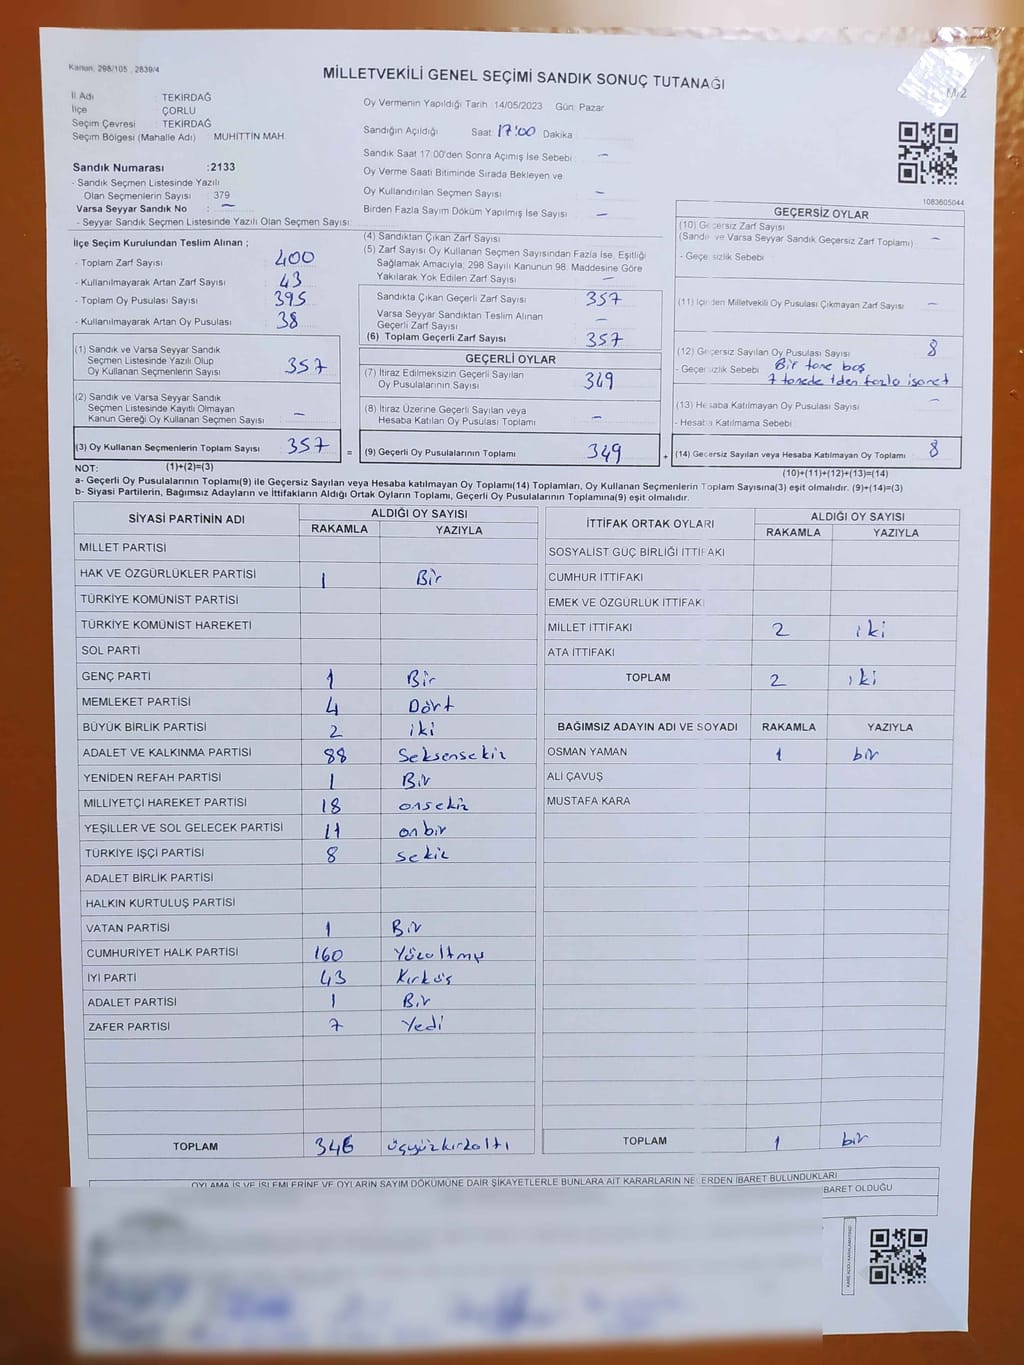 Kanun: 298/105 , 2839/4
MİLLETVEKİLİ GENEL SEÇİMİ SANDIK SONUÇ TUTANAĞI
İl Adı TEKİRDAĞ
İlçe ÇORLU
Seçim Çevresi TEKİRDAĞ
Seçim Bölgesi (Mahalle Adı) MUHİTTİN MAH
Sandık Numarası :2133
- Sandık Seçmen Listesinde Yazılı
Olan Seçmenlerin Sayısı : 379
Varsa Seyyar Sandık No : –
- Seyyar Sandık Seçmen Listesinde Yazılı Olan Seçmen Sayısı:
Oy Vermenin Yapıldığı Tarih :14/05/2023 Gün: Pazar
Sandığın Açıldığı Saat: 17:00 Dakika :
Sandık Saat 17:00'den Sonra Açımış İse Sebebi : –
Oy Verme Saati Bitiminde Sırada Bekleyen ve
Oy Kullandırılan Seçmen Sayısı : –
Birden Fazla Sayım Döküm Yapılmış İse Sayısı : –
M-2
1083605044
İlçe Seçim Kurulundan Teslim Alınan ;
- Toplam Zarf Sayısı : 400
- Kullanılmayarak Artan Zarf Sayısı : 43
- Toplam Oy Pusulası Sayısı : 395
- Kullanılmayarak Artan Oy Pusulası : 38
(1) Sandık ve Varsa Seyyar Sandık
Seçmen Listesinde Yazılı Olup
Oy Kullanan Seçmenlerin Sayısı : 357
(2) Sandık ve Varsa Seyyar Sandık
Seçmen Listesinde Kayıtlı Olmayan
Kanun Gereği Oy Kullanan Seçmen Sayısı : –
(3) Oy Kullanan Seçmenlerin Toplam Sayısı : 357
(1)+(2)=(3)
(4) Sandıktan Çıkan Zarf Sayısı
(5) Zarf Sayısı Oy Kullanan Seçmen Sayısından Fazla İse, Eşitliği
Sağlamak Amacıyla; 298 Sayılı Kanunun 98. Maddesine Göre
Yakılarak Yok Edilen Zarf Sayısı : –
Sandıkta Çıkan Geçerli Zarf Sayısı : 357
Varsa Seyyar Sandıktan Teslim Alınan
Geçerli Zarf Sayısı : –
(6) Toplam Geçerli Zarf Sayısı : 357
GEÇERLİ OYLAR
(7) İtiraz Edilmeksizin Geçerli Sayılan
Oy Pusulalarının Sayısı : 349
(8) İtiraz Üzerine Geçerli Sayılan veya
Hesaba Katılan Oy Pusulası Toplamı : –
= (9) Geçerli Oy Pusulalarının Toplamı : 349
GEÇERSİZ OYLAR
(10) Geçersiz Zarf Sayısı
(Sandık ve Varsa Seyyar Sandık Geçersiz Zarf Toplamı) : –
- Geçersizlik Sebebi :
(11) İçinden Milletvekili Oy Pusulası Çıkmayan Zarf Sayısı : –
(12) Geçersiz Sayılan Oy Pusulası Sayısı : 8
- Geçersizlik Sebebi : Bir tane boş
7 tanede 1'den fazla işaret
(13) Hesaba Katılmayan Oy Pusulası Sayısı : –
- Hesaba Katılmama Sebebi :
+ (14) Geçersiz Sayılan veya Hesaba Katılmayan Oy Toplamı : 8
(10)+(11)+(12)+(13)=(14)
NOT:
a- Geçerli Oy Pusulalarının Toplamı(9) ile Geçersiz Sayılan veya Hesaba katılmayan Oy Toplamı(14) Toplamları, Oy Kullanan Seçmenlerin Toplam Sayısına(3) eşit olmalıdır. (9)+(14)=(3)
b- Siyasi Partilerin, Bağımsız Adayların ve İttifakların Aldığı Ortak Oyların Toplamı, Geçerli Oy Pusulalarının Toplamına(9) eşit olmalıdır.
SİYASİ PARTİNİN ADI ALDIĞI OY SAYISI
RAKAMLA YAZIYLA
MİLLET PARTİSİ
HAK VE ÖZGÜRLÜKLER PARTİSİ 1 Bir
TÜRKİYE KOMÜNİST PARTİSİ
TÜRKİYE KOMÜNİST HAREKETİ
SOL PARTİ
GENÇ PARTİ 1 Bir
MEMLEKET PARTİSİ 4 Dört
BÜYÜK BİRLİK PARTİSİ 2 iki
ADALET VE KALKINMA PARTİSİ 88 Seksensekiz
YENİDEN REFAH PARTİSİ 1 Bir
MİLLİYETÇİ HAREKET PARTİSİ 18 onsekiz
YEŞİLLER VE SOL GELECEK PARTİSİ 11 onbir
TÜRKİYE İŞÇİ PARTİSİ 8 sekiz
ADALET BİRLİK PARTİSİ
HALKIN KURTULUŞ PARTİSİ
VATAN PARTİSİ 1 Bir
CUMHURİYET HALK PARTİSİ 160 Yüzaltmış
İYİ PARTİ 43 Kırküç
ADALET PARTİSİ 1 Bir
ZAFER PARTİSİ 7 Yedi
TOPLAM 346 üçyüzkırkaltı
İTTİFAK ORTAK OYLARI ALDIĞI OY SAYISI
RAKAMLA YAZIYLA
SOSYALİST GÜÇ BİRLİĞİ İTTİFAKI
CUMHUR İTTİFAKI
EMEK VE ÖZGÜRLÜK İTTİFAKI
MİLLET İTTİFAKI 2 iki
ATA İTTİFAKI
TOPLAM 2 iki
BAĞIMSIZ ADAYIN ADI VE SOYADI RAKAMLA YAZIYLA
OSMAN YAMAN 1 bir
ALİ ÇAVUŞ
MUSTAFA KARA
TOPLAM 1 bir
OYLAMA İŞ VE İŞLEMLERİNE VE OYLARIN SAYIM DÖKÜMÜNE DAİR ŞİKAYETLERLE BUNLARA AİT KARARLARIN NELERDEN İBARET BULUNDUKLARI
İBARET OLDUĞU